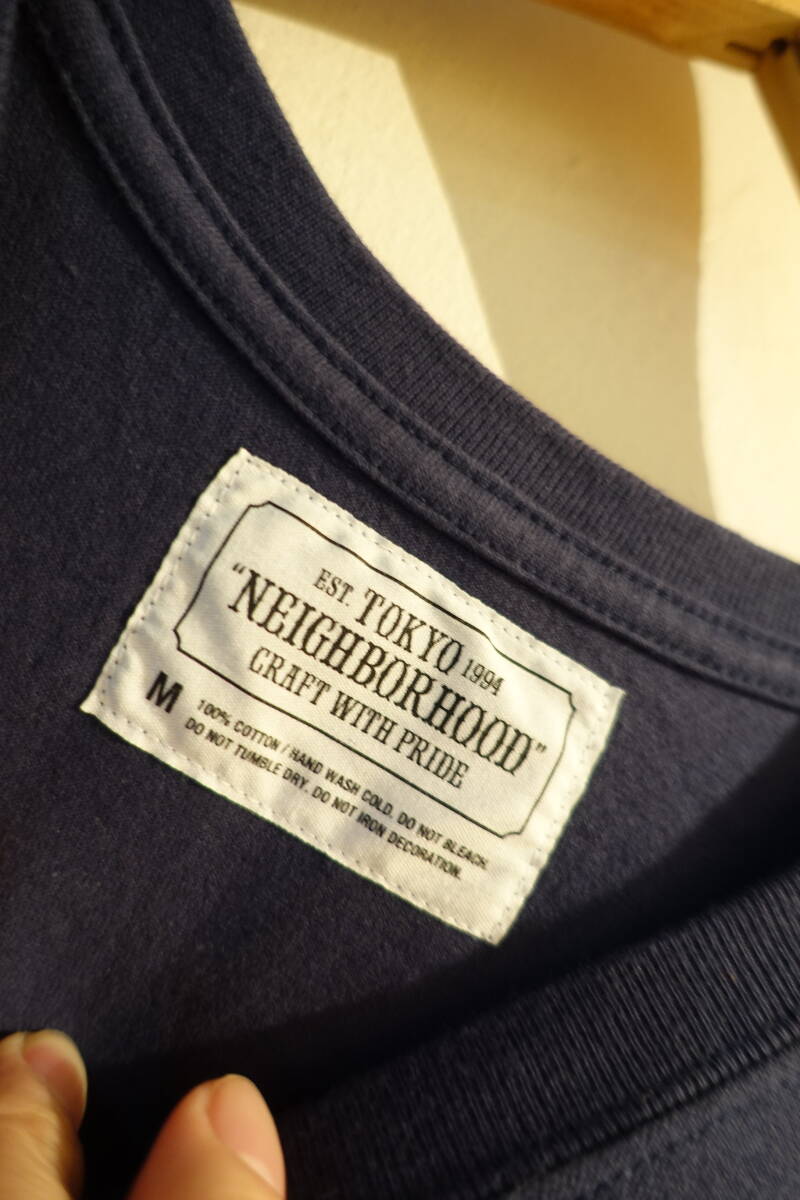 EST. TOKYO 1994
“NEIGHBORHOOD”
CRAFT WITH PRIDE
M
100% COTTON / HAND WASH COLD. DO NOT BLEACH.
DO NOT TUMBLE DRY. DO NOT IRON DECORATION.